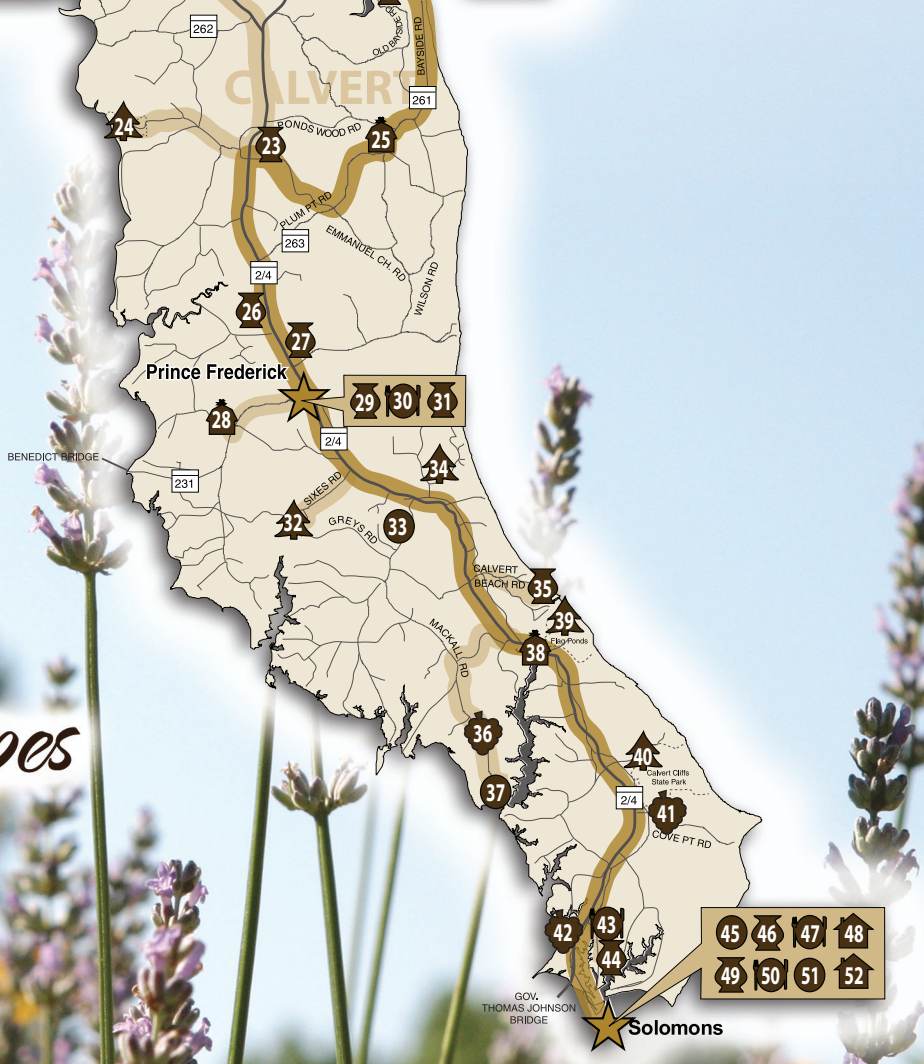 262
OLD BAYSIDE RD
BAYSIDE RD
CALVERT
261
24
PONDS WOOD RD
23
25
PLUM PT RD
263
EMMANUEL CH. RD
WILSON RD
2/4
26
27
Prince Frederick
29 30 31
28
2/4
BENEDICT BRIDGE
34
231
SIXES RD
32
GREYS RD
33
CALVERT
BEACH RD
35
39
Flag Ponds
MACKALL RD
38
36
40
Calvert Cliffs
State Park
37
2/4
41
COVE PT RD
42
43
44
45 46 47 48
49 50 51 52
GOV.
THOMAS JOHNSON
BRIDGE
Solomons